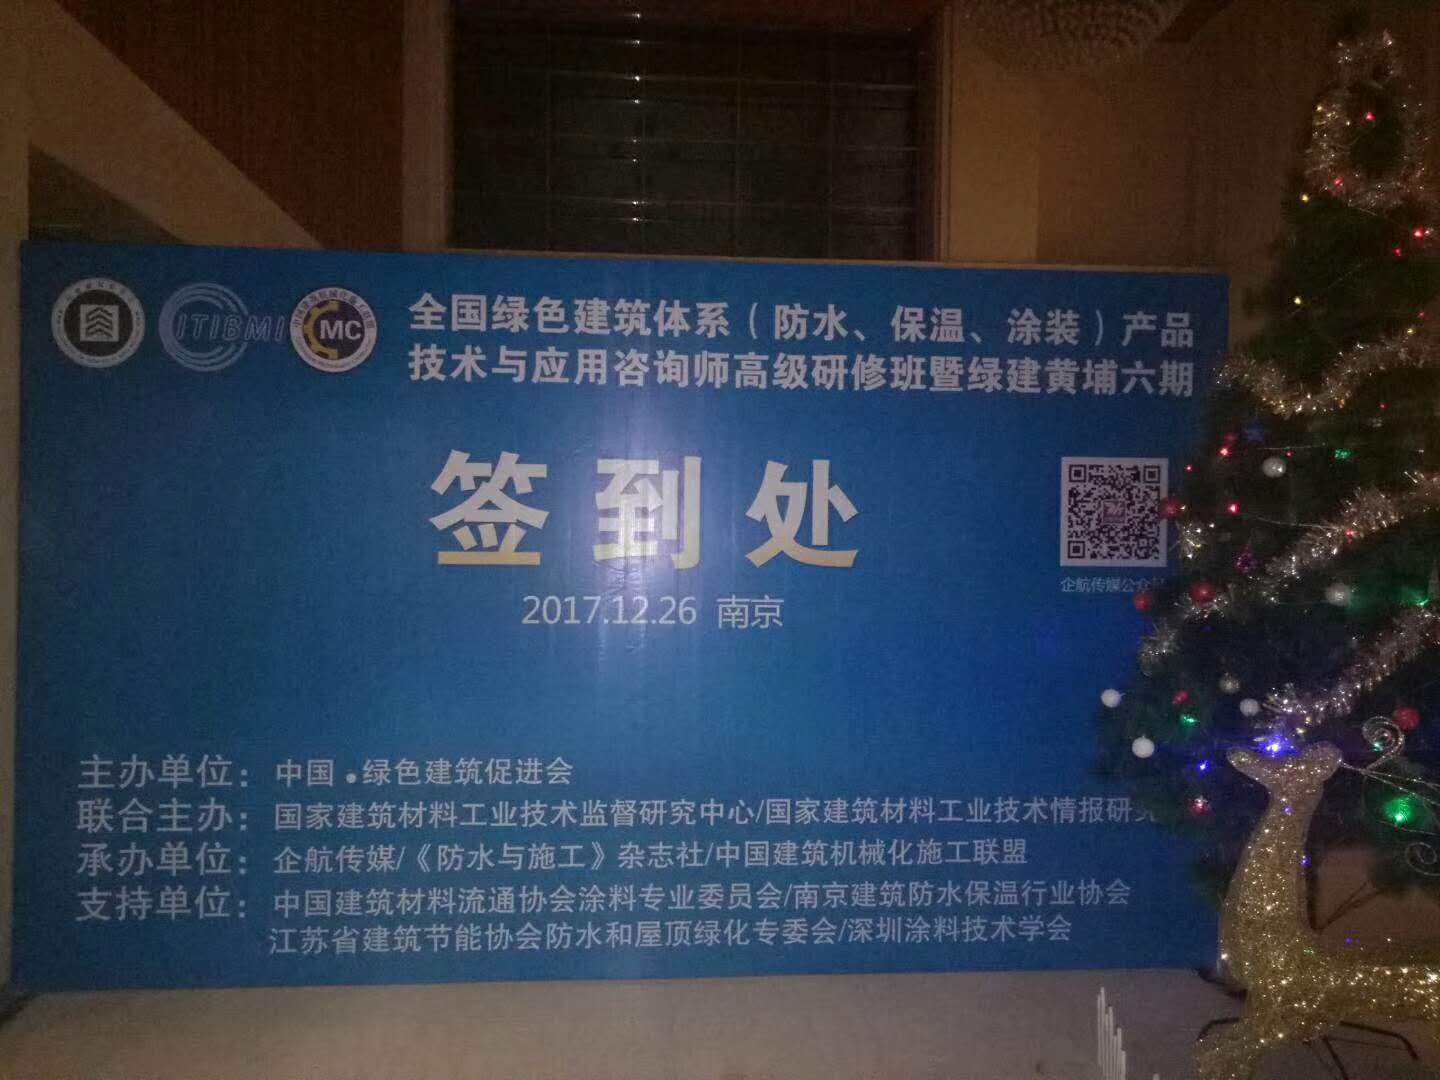 ITIBMI
MC
全国绿色建筑体系（防水、保温、涂装）产品
技术与应用咨询师高级研修班暨绿建黄埔六期
签到处
2017.12.26 南京
企航传媒公众
主办单位：中国•绿色建筑促进会
联合主办：国家建筑材料工业技术监督研究中心/国家建筑材料工业技术情报研究
承办单位：企航传媒/《防水与施工》杂志社/中国建筑机械化施工联盟
支持单位：中国建筑材料流通协会涂料专业委员会/南京建筑防水保温行业协会
江苏省建筑节能协会防水和屋顶绿化专委会/深圳涂料技术学会